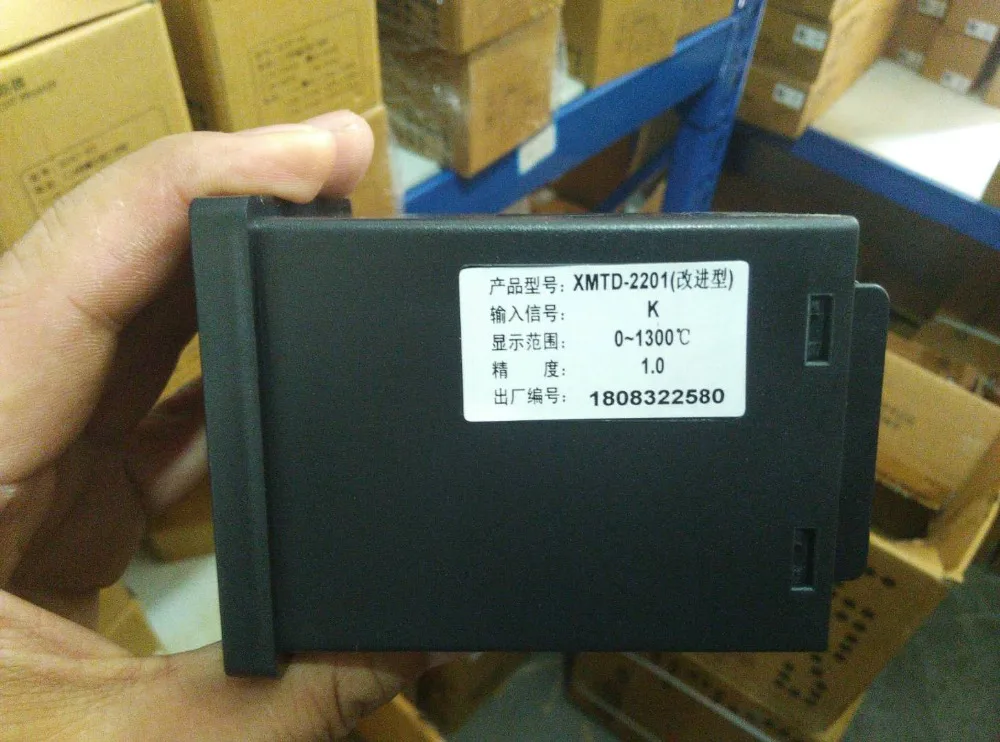 产品型号: XMTD-2201(改进型)
输入信号: K
显示范围: 0~1300℃
精 度: 1.0
出厂编号: 1808322580